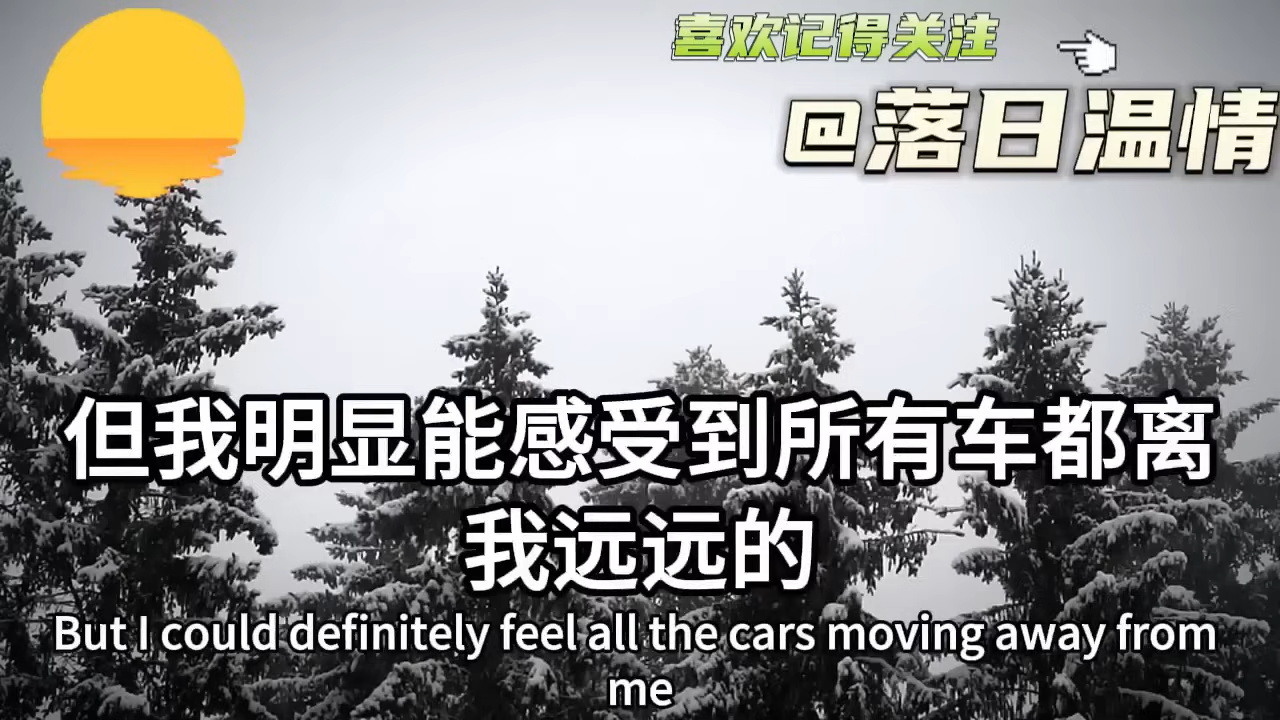 喜欢记得关注
@落日温情
但我明显能感受到所有车都离
我远远的
But I could definitely feel all the cars moving away from
me